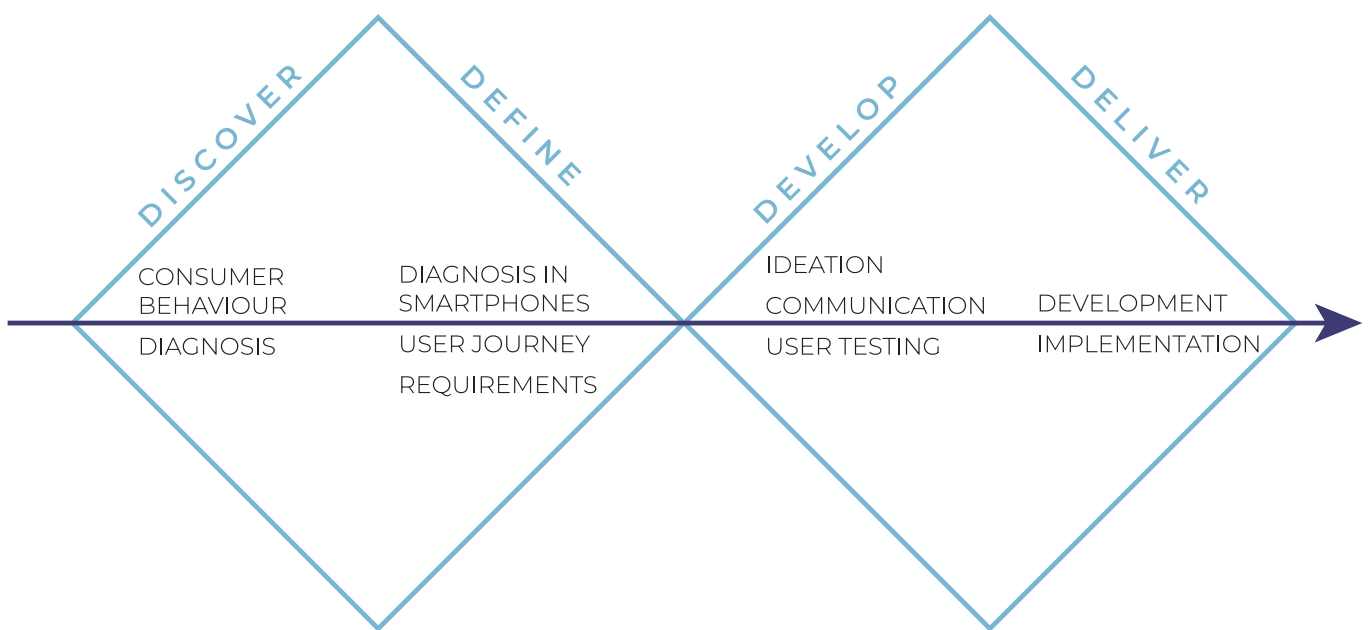 DISCOVER
DEFINE
DEVELOP
DELIVER
CONSUMER
BEHAVIOUR
DIAGNOSIS
DIAGNOSIS IN
SMARTPHONES
USER JOURNEY
REQUIREMENTS
IDEATION
COMMUNICATION
USER TESTING
DEVELOPMENT
IMPLEMENTATION